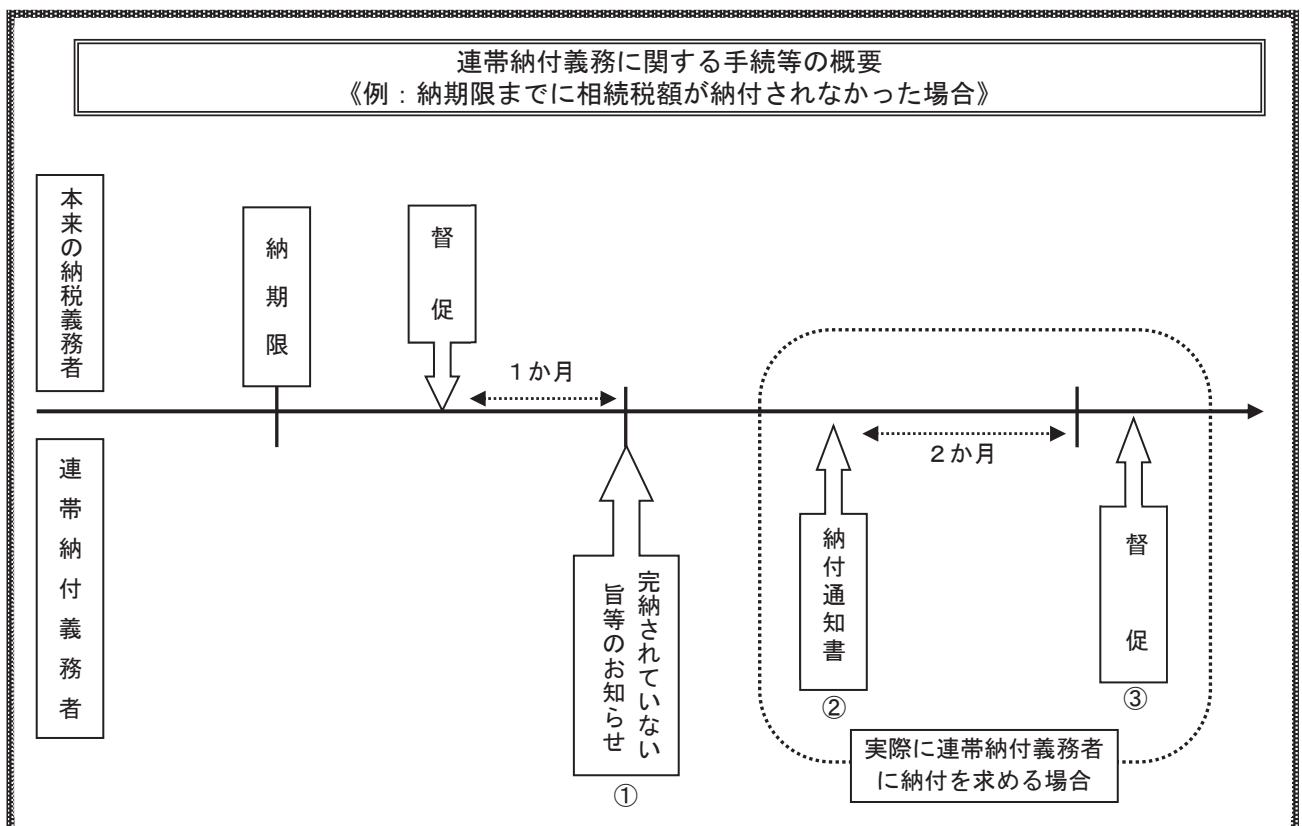 連帯納付義務に関する手続等の概要
《例：納期限までに相続税額が納付されなかった場合》
本来の納税義務者
納期限
督促
1か月
2か月
連帯納付義務者
完納されていない
旨等のお知らせ
①
納付通知書
②
督促
③
実際に連帯納付義務者
に納付を求める場合